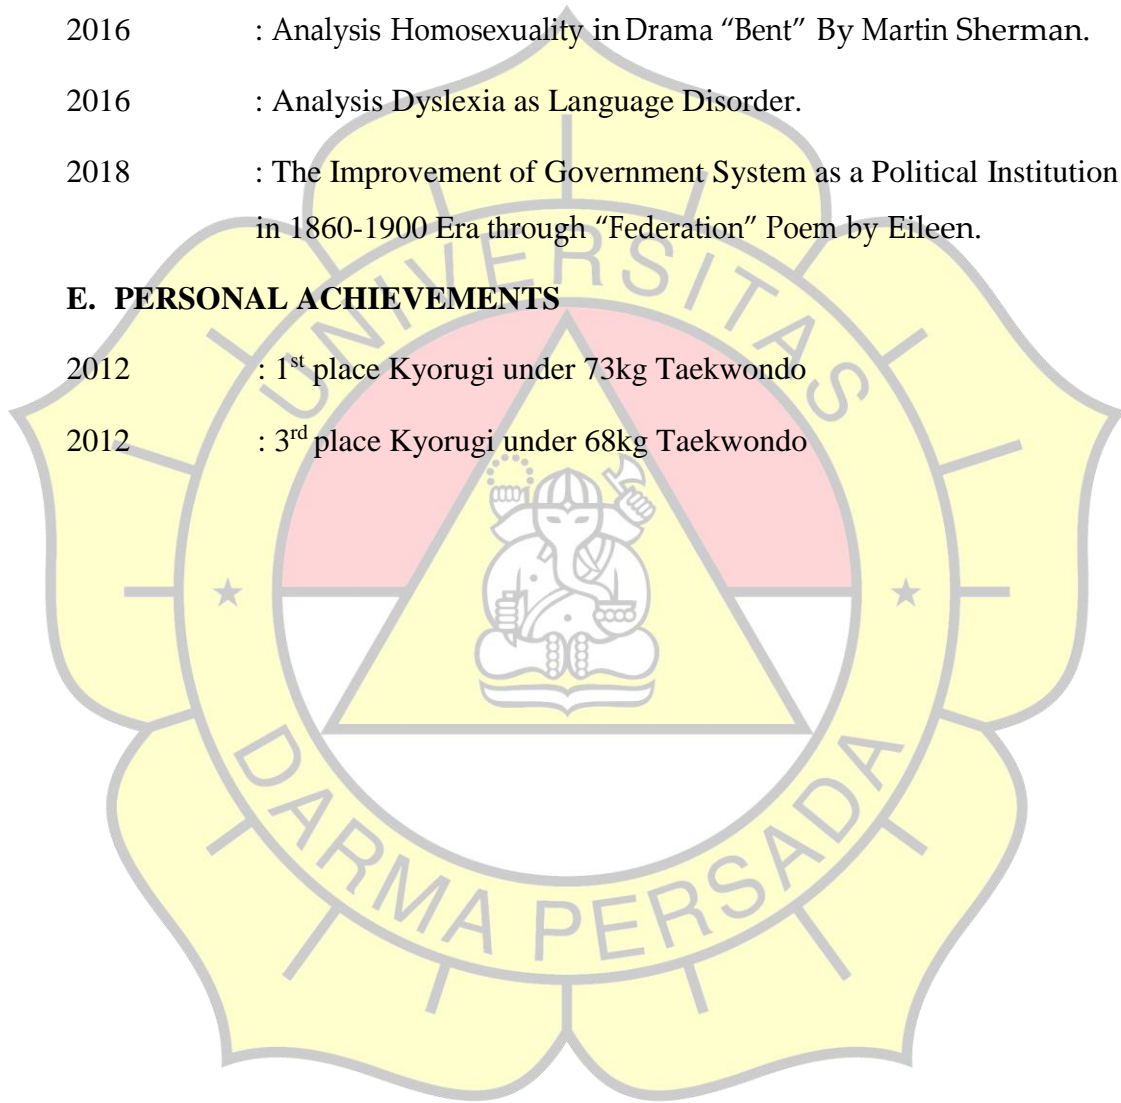 2016 : Analysis Homosexuality in Drama “Bent” By Martin Sherman.
2016 : Analysis Dyslexia as Language Disorder.
2018 : The Improvement of Government System as a Political Institution
in 1860-1900 Era through “Federation” Poem by Eileen.
E. PERSONAL ACHIEVEMENTS
2012 : 1st place Kyorugi under 73kg Taekwondo
2012 : 3rd place Kyorugi under 68kg Taekwondo
UNIVERSITAS
DARMA PERSADA